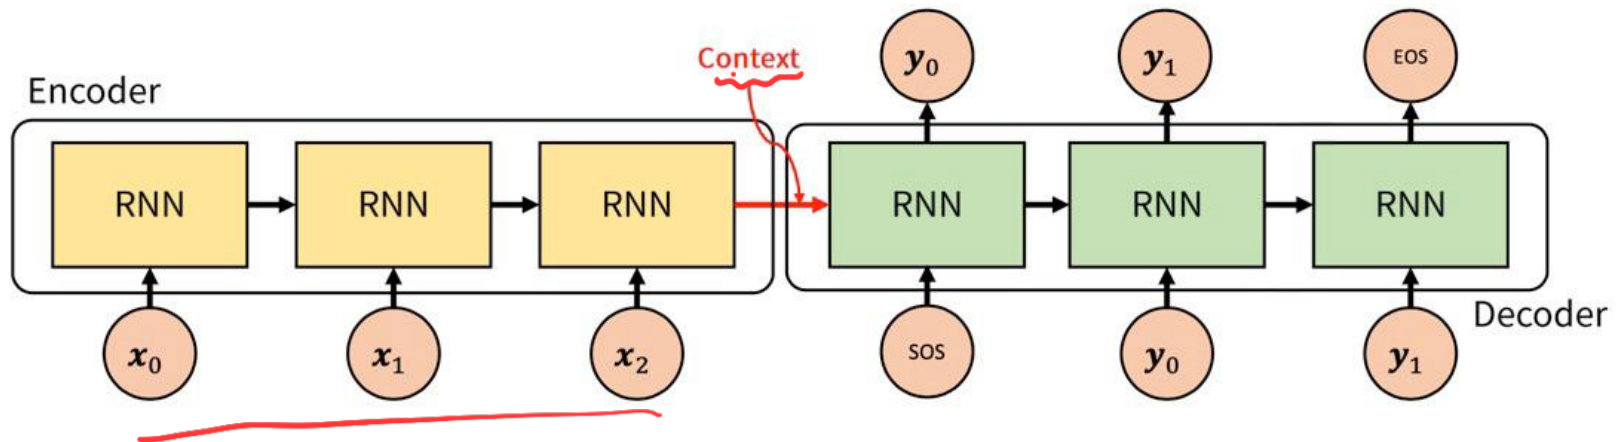 Context
y₀ y₁ EOS
Encoder
RNN RNN RNN RNN RNN RNN
Decoder
x₀ x₁ x₂ SOS y₀ y₁